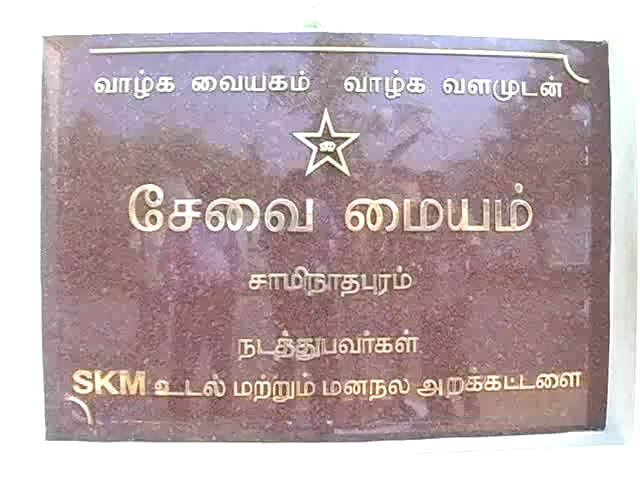 வாழ்க வையகம் வாழ்க வளமுடன்
சேவை மையம்
சாமிநாதபுரம்
நடத்துபவர்கள்
SKM உடல் மற்றும் மனநல அறக்கட்டளை